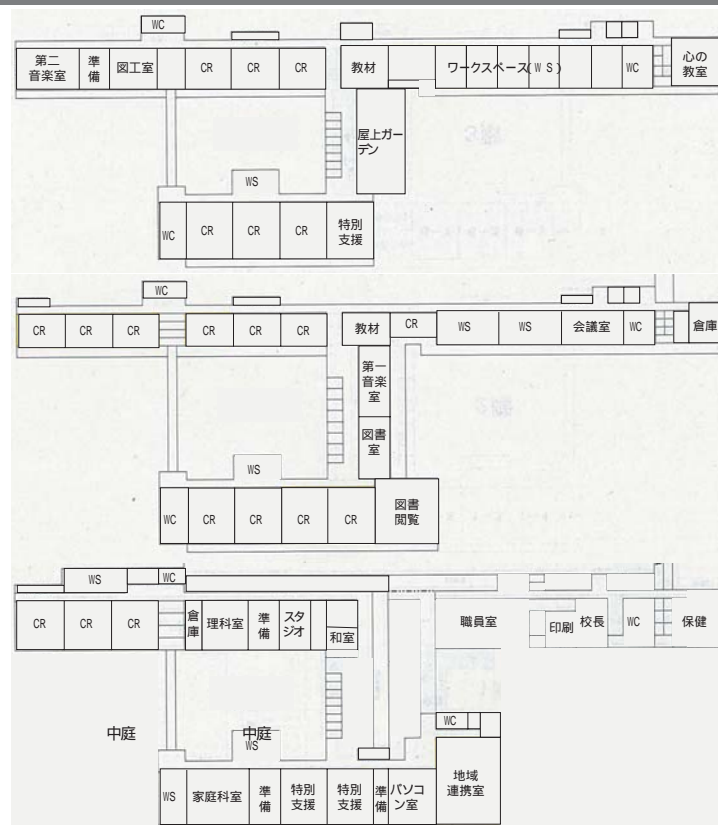 WC
第二
音楽室
準
備
図工室
CR
CR
CR
教材
ワークスペース(WS)
WC
心の
教室
屋上ガー
デン
WS
WC
CR
CR
CR
特別
支援
WC
CR
CR
CR
CR
CR
CR
教材
CR
WS
WS
会議室
WC
倉庫
第一
音楽
室
図書
室
WS
WC
CR
CR
CR
CR
図書
閲覧
WS
WC
CR
CR
CR
倉
庫
理科室
準
備
スタ
ジオ
和室
職員室
印刷
校長
WC
保健
中庭
中庭
WS
WC
WS
家庭科室
準
備
特別
支援
特別
支援
準
備
パソコ
ン室
地域
連携室